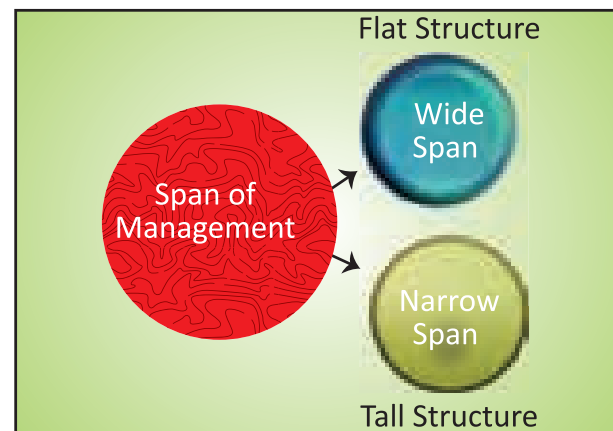 Flat Structure
Wide
Span
Span of
Management
Narrow
Span
Tall Structure